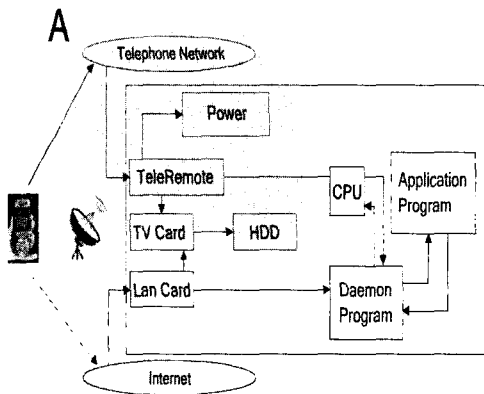 A
Telephone Network
Power
TeleRemote
CPU
Application
Program
TV Card
HDD
Lan Card
Daemon
Program
Internet